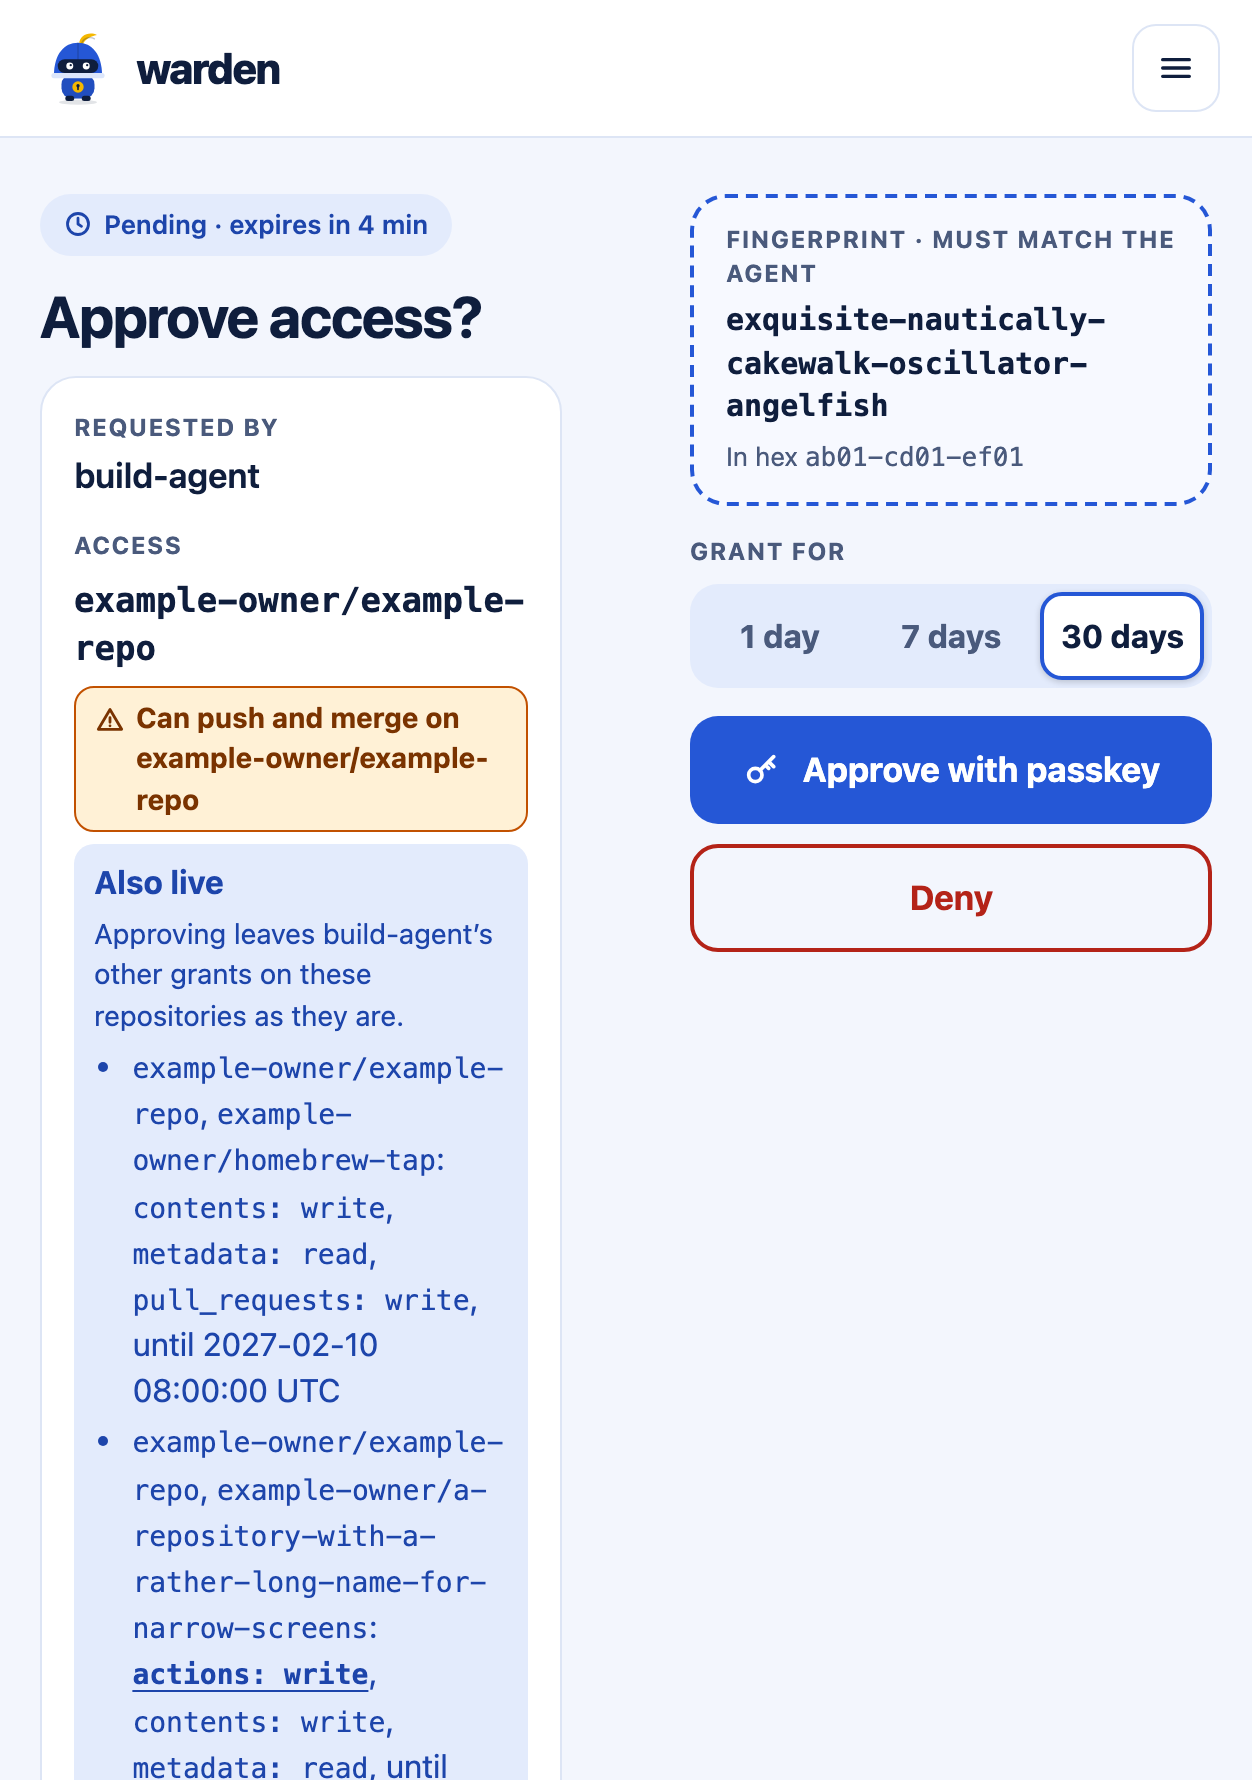 warden
Pending · expires in 4 min
Approve access?
REQUESTED BY
build-agent
ACCESS
example-owner/example-
repo
Can push and merge on
example-owner/example-
repo
Also live
Approving leaves build-agent’s
other grants on these
repositories as they are.
• example-owner/example-
repo, example-
owner/homebrew-tap:
contents: write,
metadata: read,
pull_requests: write,
until 2027-02-10
08:00:00 UTC
• example-owner/example-
repo, example-owner/a-
repository-with-a-
rather-long-name-for-
narrow-screens:
actions: write,
contents: write,
metadata: read, until
FINGERPRINT · MUST MATCH THE
AGENT
exquisite-nautically-
cakewalk-oscillator-
angelfish
In hex ab01-cd01-ef01
GRANT FOR
1 day 7 days 30 days
Approve with passkey
Deny